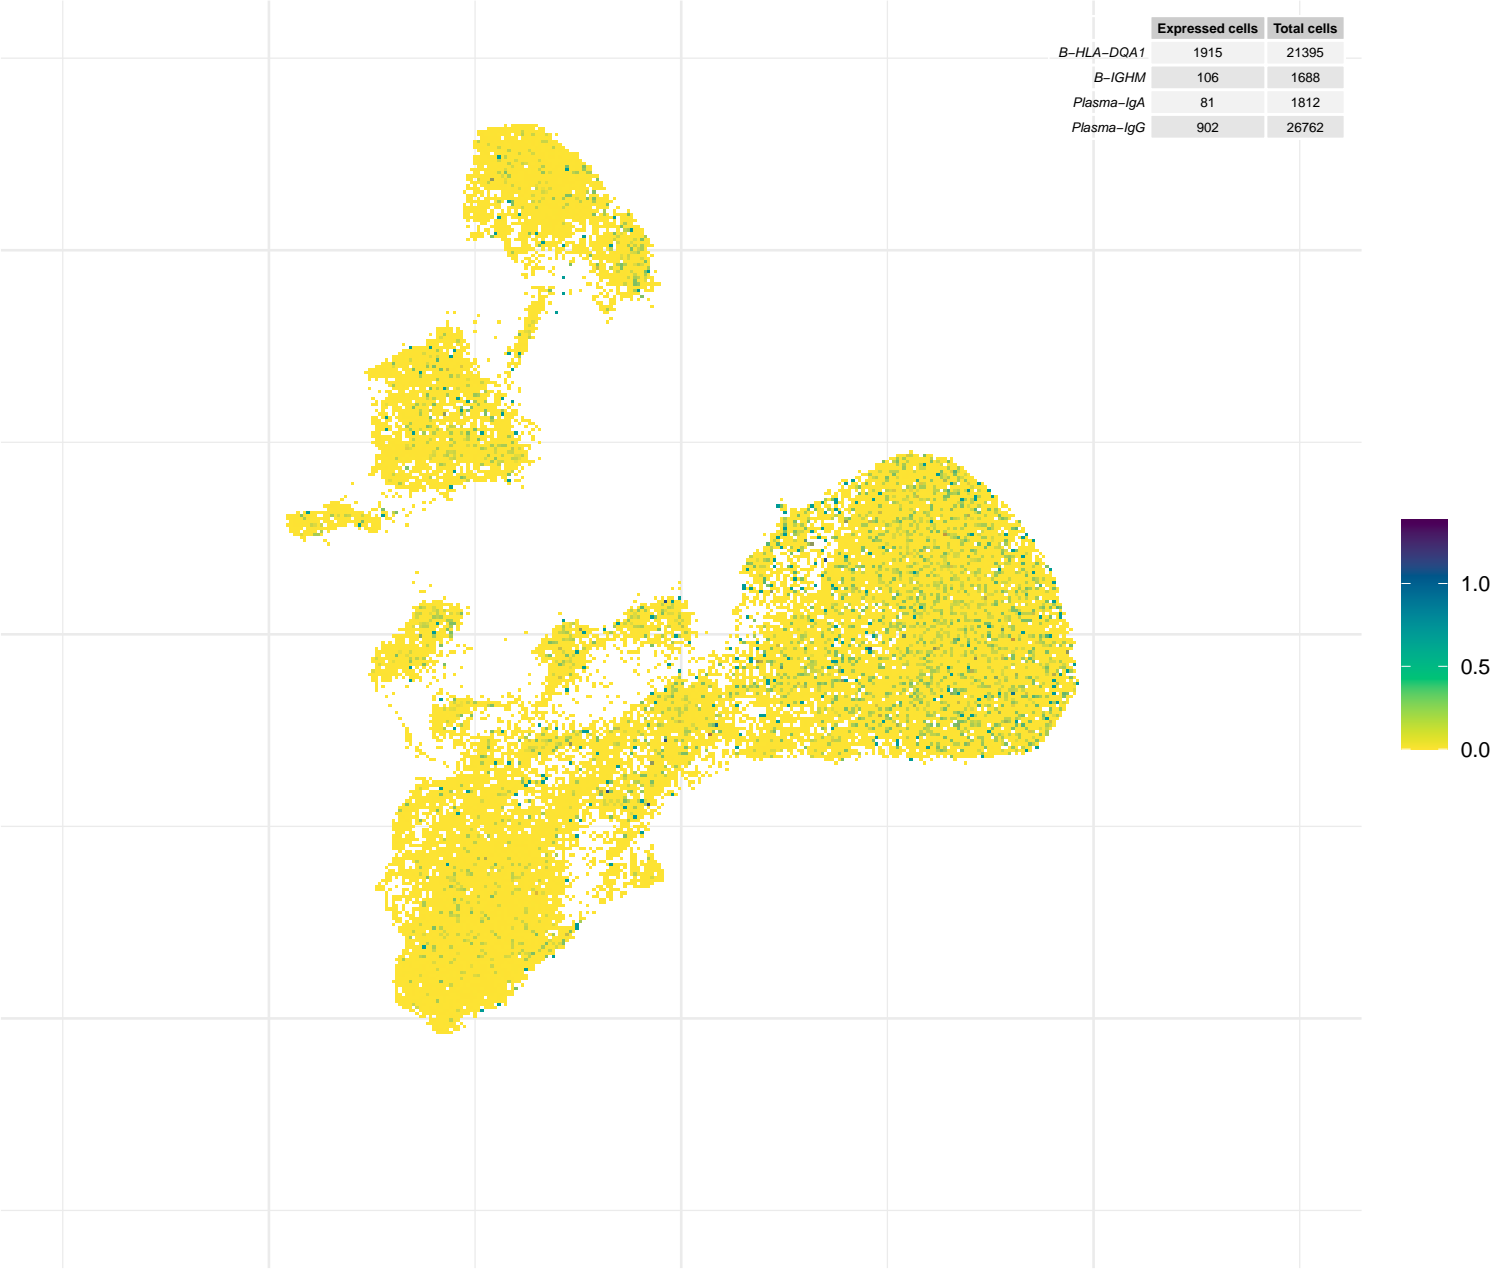 Expressed cells Total cells
B−HLA−DQA1 1915 21395
B−IGHM 106 1688
Plasma−IgA 81 1812
Plasma−IgG 902 26762
1.0
0.5
0.0